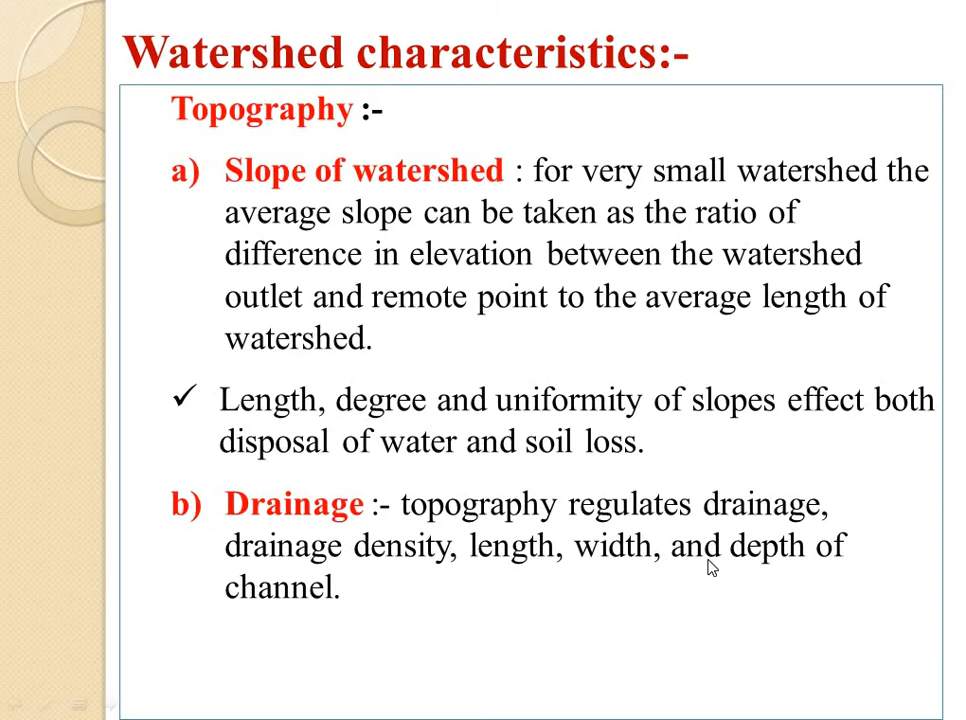 Watershed characteristics:-
Topography :-
a) Slope of watershed : for very small watershed the
average slope can be taken as the ratio of
difference in elevation between the watershed
outlet and remote point to the average length of
watershed.
✓ Length, degree and uniformity of slopes effect both
disposal of water and soil loss.
b) Drainage :- topography regulates drainage,
drainage density, length, width, and depth of
channel.